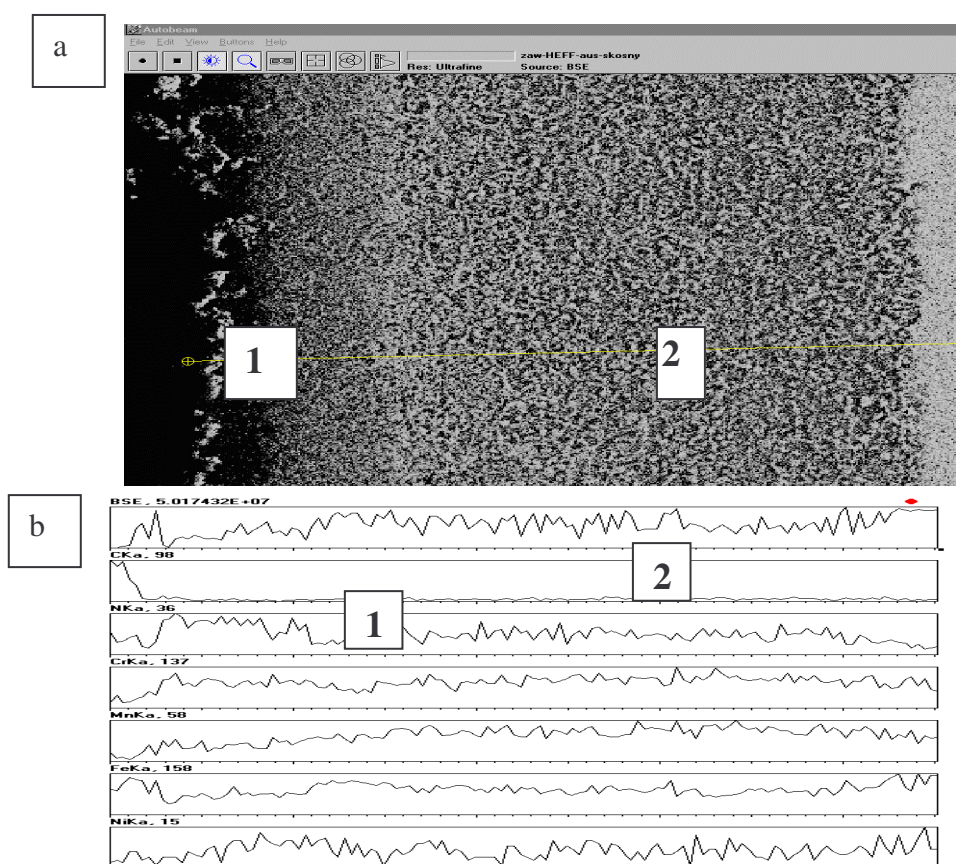 a
Autobeam
File Edit View Buttons Help
zaw-HEFF-aus-skosny
Res: Ultrafine Source: BSE
1
2
b
BSE, 5.017432E+07
CKa, 98
2
NKa, 36
1
CrKa, 137
MnKa, 58
FeKa, 158
NiKa, 15